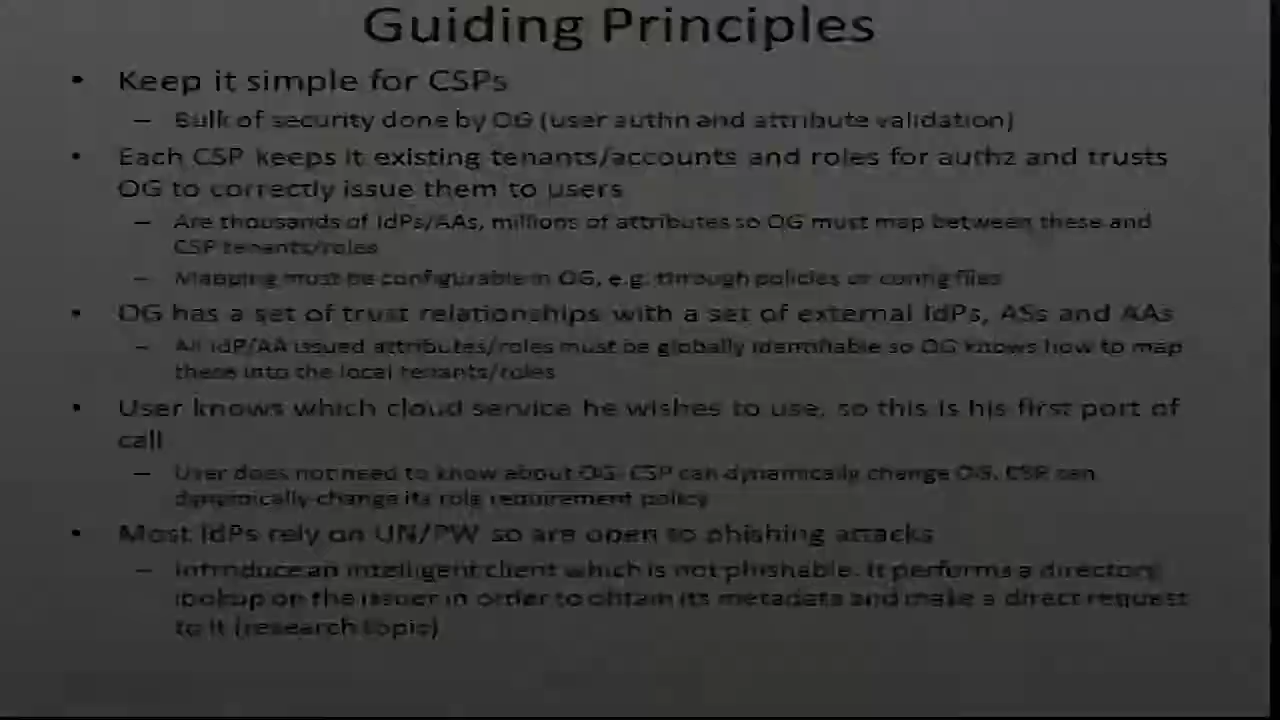 Guiding Principles
• Keep it simple for CSPs
– Bulk of security done by OG (user authn and attribute validation)
• Each CSP keeps it existing tenants/accounts and roles for authz and trusts
OG to correctly issue them to users
– Are thousands of IdPs/AAs, millions of attributes so OG must map between these and
CSP tenants/roles
– Mapping must be configurable in OG, e.g. through policies or config files
• OG has a set of trust relationships with a set of external IdPs, ASs and AAs
– All IdP/AA issued attributes/roles must be globally identifiable so OG knows how to map
these into the local tenants/roles
• User knows which cloud service he wishes to use, so this is his first port of
call
– User does not need to know about OG. CSP can dynamically change OG. CSP can
dynamically change its role requirement policy
• Most IdPs rely on UN/PW so are open to phishing attacks
– Introduce an intelligent client which is not phishable. It performs a directory
lookup on the issuer in order to obtain its metadata and make a direct request
to it (research topic)